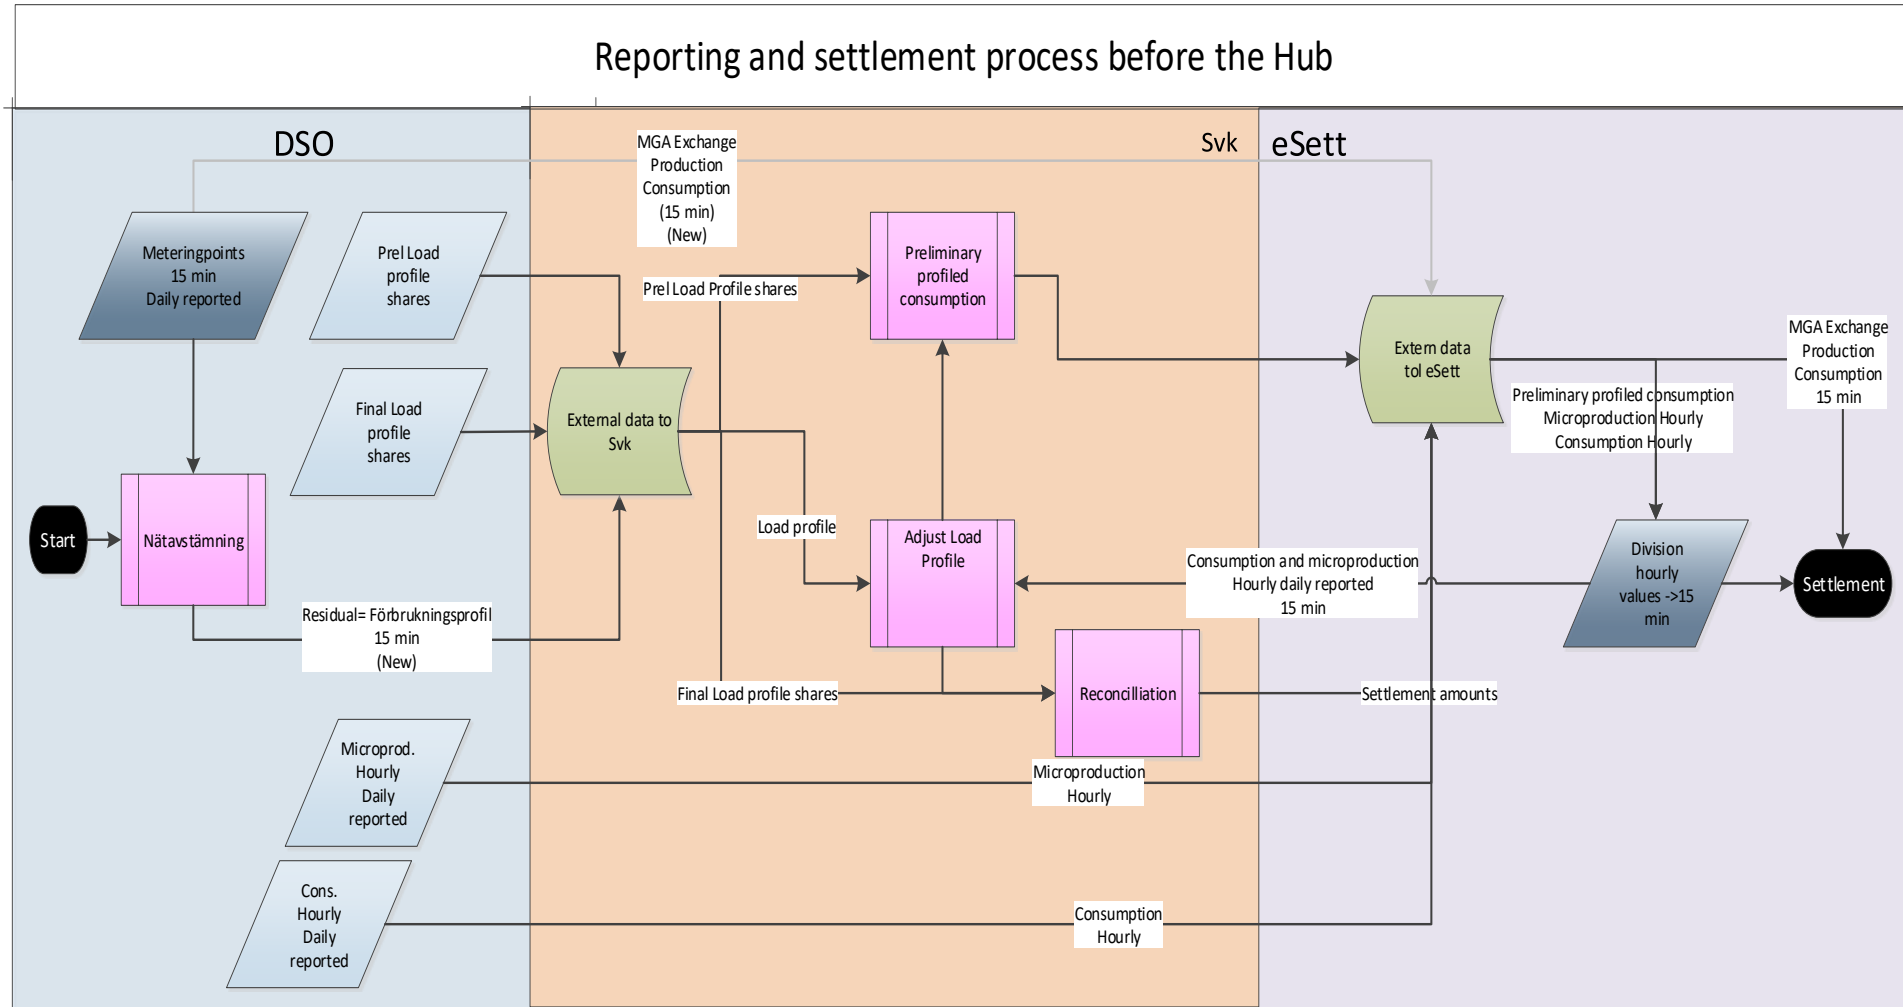 Reporting and settlement process before the Hub
DSO
Svk
eSett
MGA Exchange
Production
Consumption
(15 min)
(New)
Meteringpoints
15 min
Daily reported
Prel Load
profile
shares
Preliminary
profiled
consumption
Prel Load Profile shares
Final Load
profile
shares
External data to
Svk
Extern data
tol eSett
MGA Exchange
Production
Consumption
15 min
Preliminary profiled consumption
Microproduction Hourly
Consumption Hourly
Start
Nätavstämning
Load profile
Adjust Load
Profile
Consumption and microproduction
Hourly daily reported
15 min
Division
hourly
values ->15
min
Settlement
Residual= Förbrukningsprofil
15 min
(New)
Final Load profile shares
Reconcilliation
Settlement amounts
Microprod.
Hourly
Daily
reported
Microproduction
Hourly
Cons.
Hourly
Daily
reported
Consumption
Hourly